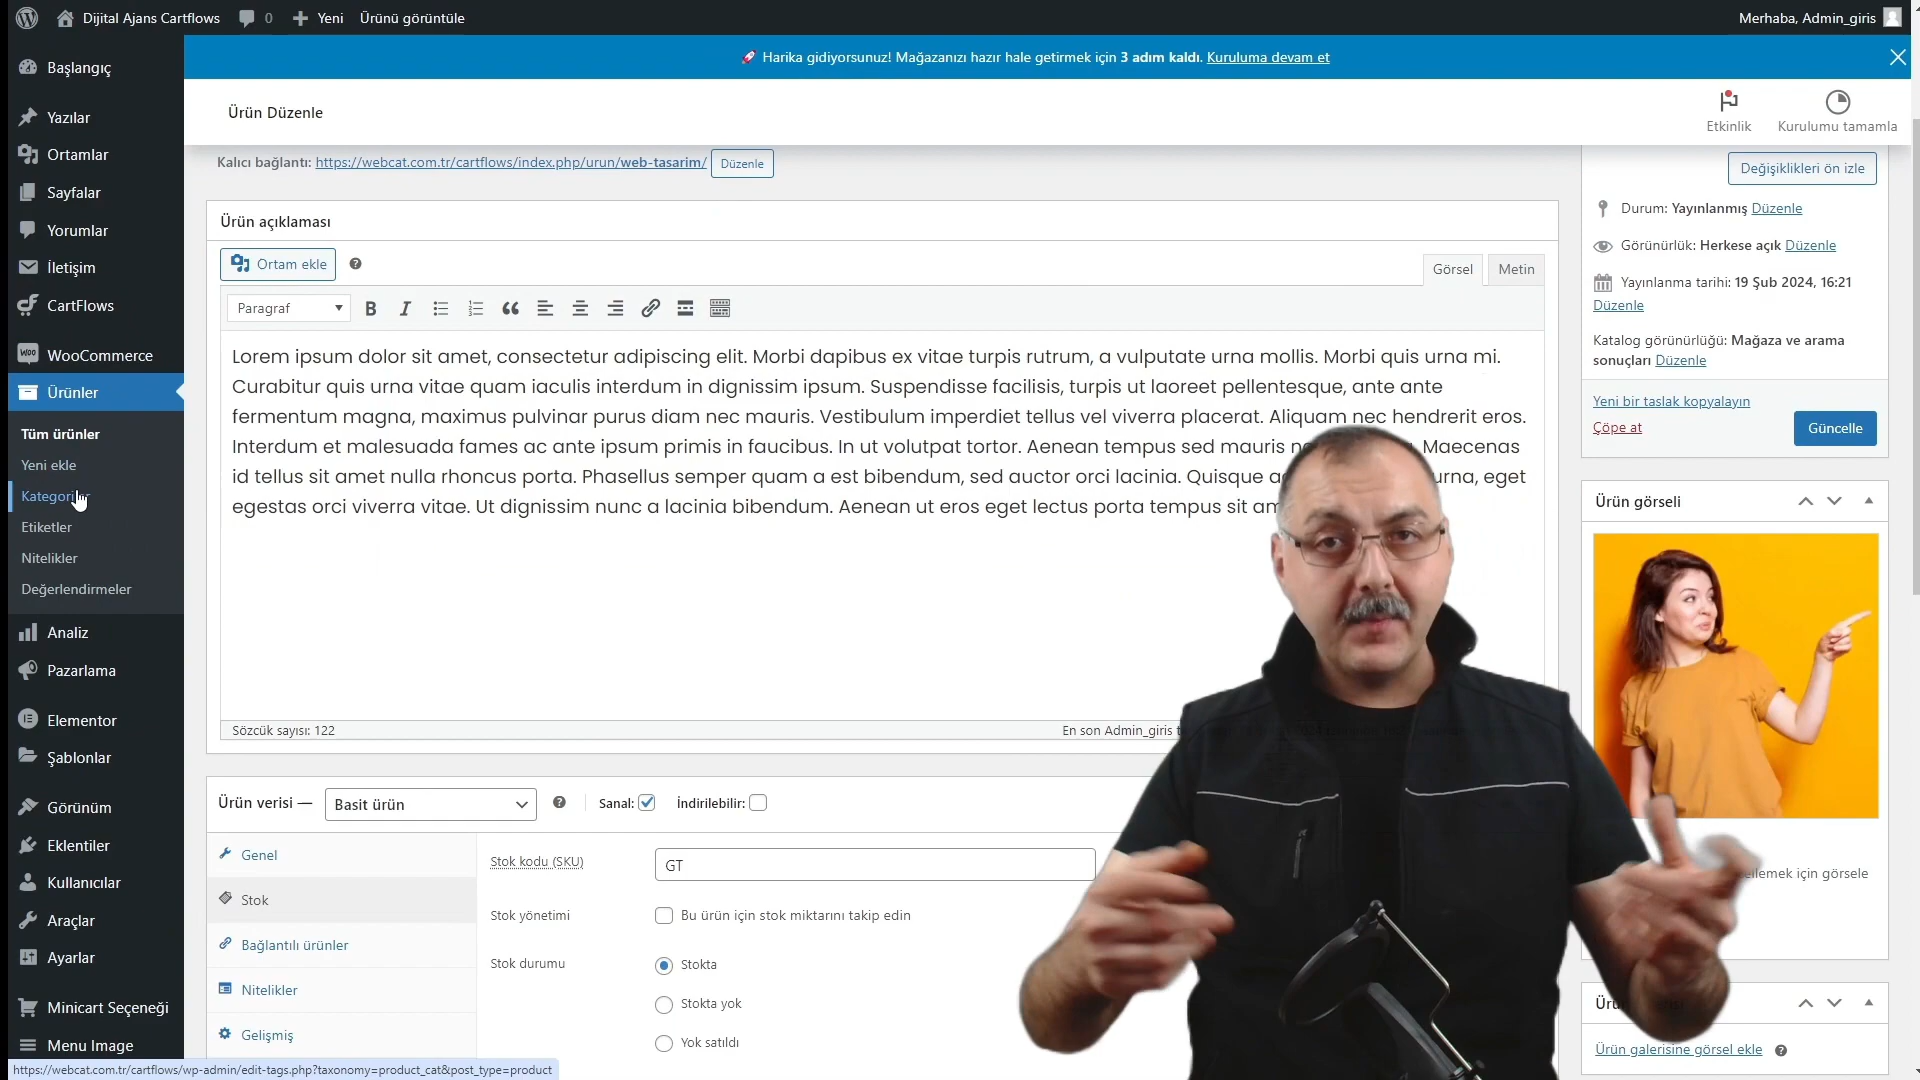 Dijital Ajans Cartflows
0
Yeni
Ürünü görüntüle
Merhaba, Admin_giris
🚀 Harika gidiyorsunuz! Mağazanızı hazır hale getirmek için 3 adım kaldı. Kuruluma devam et
Başlangıç
Yazılar
Ortamlar
Sayfalar
Yorumlar
İletişim
CartFlows
WooCommerce
Ürünler
Tüm ürünler
Yeni ekle
Etiketler
Nitelikler
Değerlendirmeler
Analiz
Pazarlama
Elementor
Şablonlar
Görünüm
Eklentiler
Kullanıcılar
Araçlar
Ayarlar
Minicart Seçeneği
Menu Image
Ürün Düzenle
Etkinlik
Kurulumu tamamla
Kalıcı bağlantı: https://webcat.com.tr/cartflows/index.php/urun/web-tasarim/ Düzenle
Ürün açıklaması
Ortam ekle
Görsel
Metin
Paragraf
Lorem ipsum dolor sit amet, consectetur adipiscing elit. Morbi dapibus ex vitae turpis rutrum, a vulputate urna mollis. Morbi quis urna mi.
Curabitur quis urna vitae quam iaculis interdum in dignissim ipsum. Suspendisse facilisis, turpis ut laoreet pellentesque, ante ante
fermentum magna, maximus pulvinar purus diam nec mauris. Vestibulum imperdiet tellus vel viverra placerat. Aliquam nec hendrerit eros.
Interdum et malesuada fames ac ante ipsum primis in faucibus. In ut volutpat tortor. Aenean tempus sed mauris Maecenas
id tellus sit amet nulla rhoncus porta. Phasellus semper quam a est bibendum, sed auctor orci lacinia. Quisque eget
egestas orci viverra vitae. Ut dignissim nunc a lacinia bibendum. Aenean ut eros eget lectus porta tempus sit
Sözcük sayısı: 122
En son Admin_giris
Ürün verisi —
Basit ürün
Sanal:
İndirilebilir:
Genel
Stok
Bağlantılı ürünler
Nitelikler
Gelişmiş
Stok kodu (SKU)
GT
Stok yönetimi
Bu ürün için stok miktarını takip edin
Stok durumu
Stokta
Stokta yok
Yok satıldı
Değişiklikleri ön izle
Durum: Yayınlanmış Düzenle
Görünürlük: Herkese açık Düzenle
Yayınlanma tarihi: 19 Şub 2024, 16:21
Düzenle
Katalog görünürlüğü: Mağaza ve arama
sonuçları Düzenle
Yeni bir taslak kopyalayın
Çöpe at
Güncelle
Ürün görseli
için görsele
Ürün galerisine görsel ekle
https://webcat.com.tr/cartflows/wp-admin/edit-tags.php?taxonomy=product_cat&post_type=product